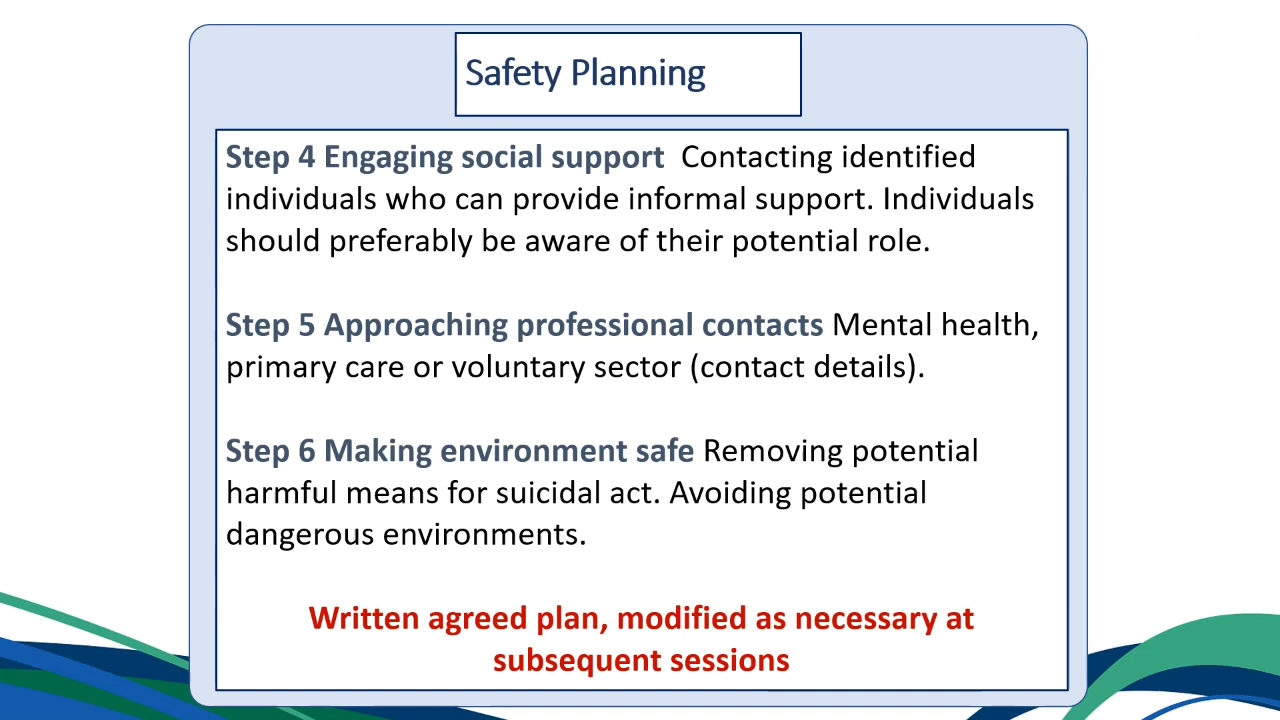 Safety Planning
Step 4 Engaging social support  Contacting identified
individuals who can provide informal support. Individuals
should preferably be aware of their potential role.
Step 5 Approaching professional contacts Mental health,
primary care or voluntary sector (contact details).
Step 6 Making environment safe Removing potential
harmful means for suicidal act. Avoiding potential
dangerous environments.
Written agreed plan, modified as necessary at
subsequent sessions